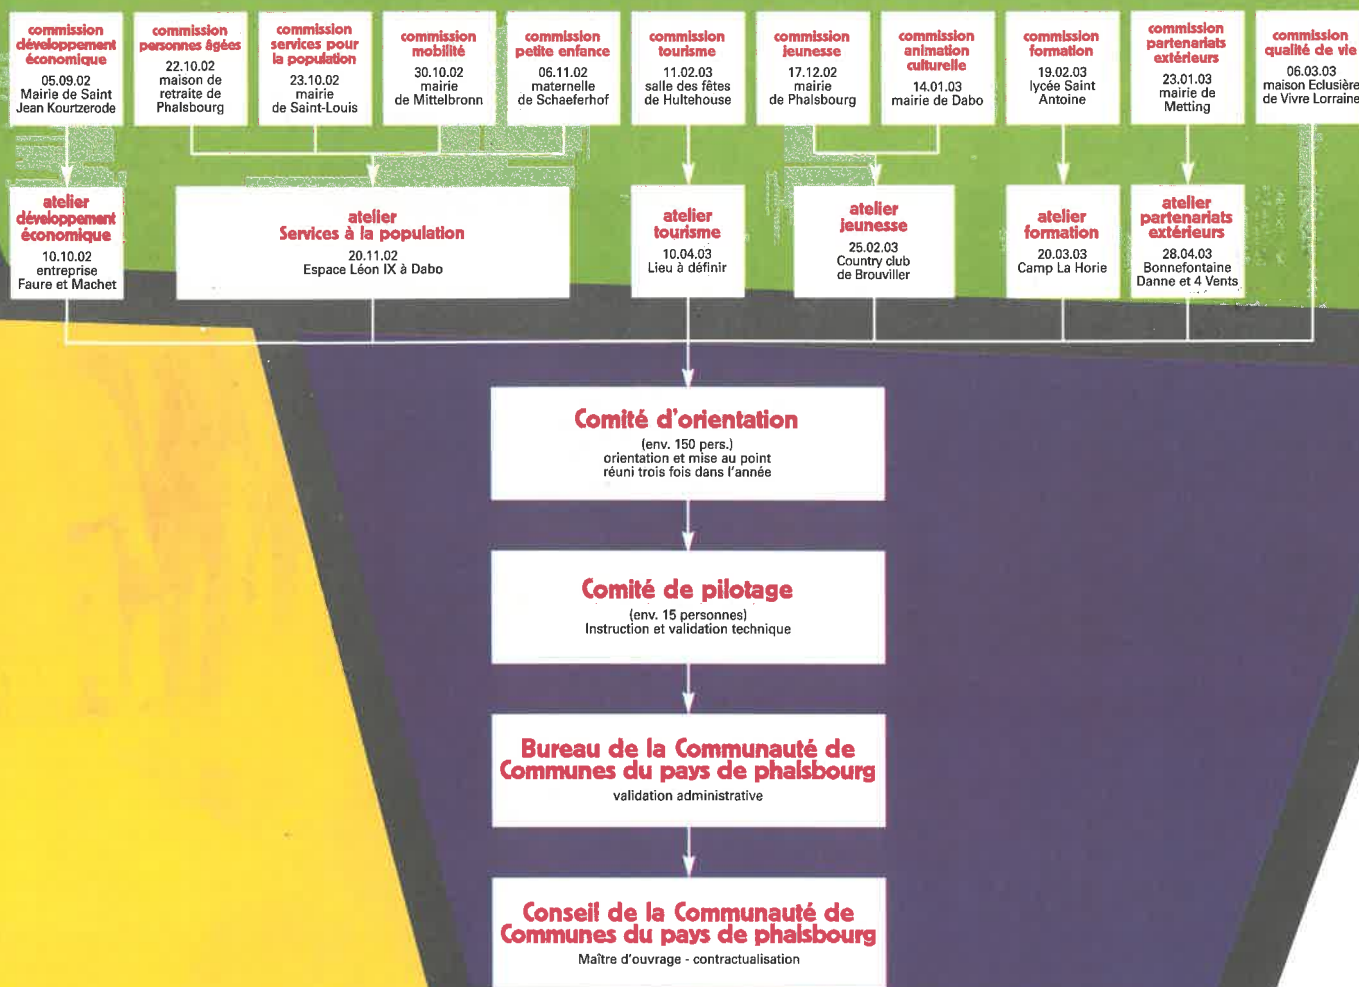 commission
développement
économique
05.09.02
Mairie de Saint
Jean Kourtzerode
commission
personnes âgées
22.10.02
maison de
retraite de
Phalsbourg
commission
services pour
la population
23.10.02
mairie
de Saint-Louis
commission
mobilité
30.10.02
mairie
de Mittelbronn
commission
petite enfance
06.11.02
maternelle
de Schaeferhof
commission
tourisme
11.02.03
salle des fêtes
de Hultehouse
commission
jeunesse
17.12.02
mairie
de Phalsbourg
commission
animation
culturelle
14.01.03
mairie de Dabo
commission
formation
19.02.03
lycée Saint
Antoine
commission
partenariats
extérieurs
23.01.03
mairie de
Metting
commission
qualité de vie
06.03.03
maison Eclusière
de Vivre Lorraine
atelier
développement
économique
10.10.02
entreprise
Faure et Machet
atelier
Services à la population
20.11.02
Espace Léon IX à Dabo
atelier
tourisme
10.04.03
Lieu à définir
atelier
jeunesse
25.02.03
Country club
de Brouviller
atelier
formation
20.03.03
Camp La Horie
atelier
partenariats
extérieurs
28.04.03
Bonnefontaine
Danne et 4 Vents
Comité d'orientation
(env. 150 pers.)
orientation et mise au point
réuni trois fois dans l'année
Comité de pilotage
(env. 15 personnes)
Instruction et validation technique
Bureau de la Communauté de
Communes du pays de phalsbourg
validation administrative
Conseil de la Communauté de
Communes du pays de phalsbourg
Maître d'ouvrage - contractualisation